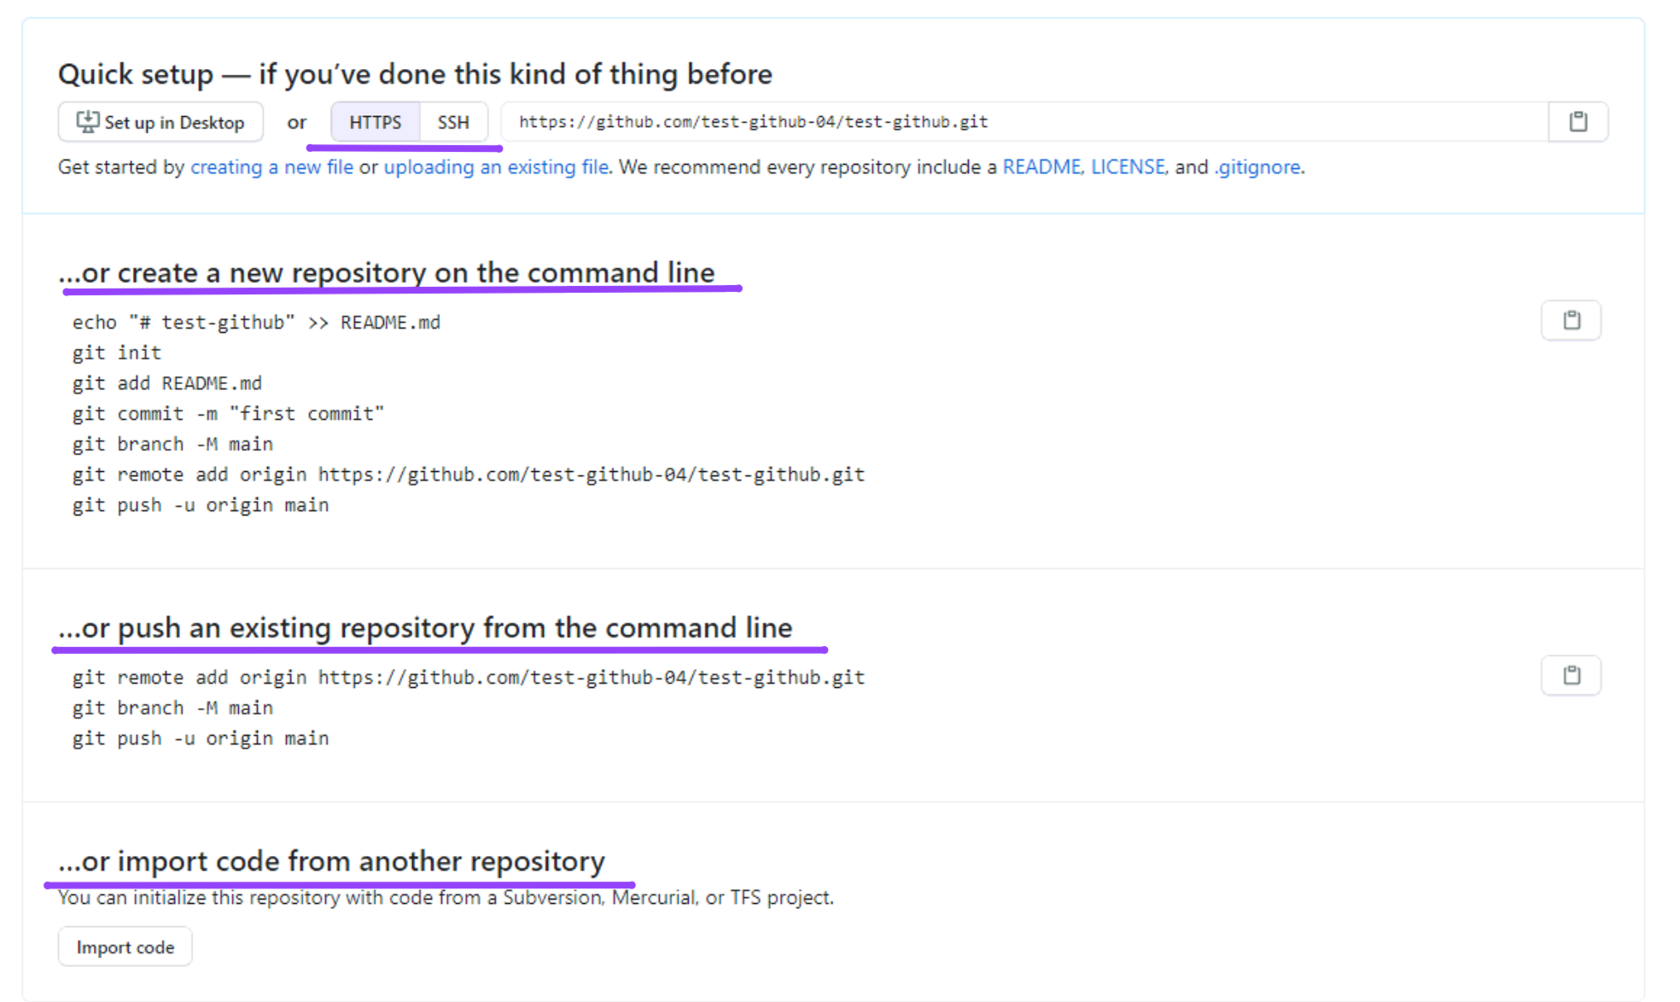 Quick setup — if you’ve done this kind of thing before
Set up in Desktop or HTTPS SSH https://github.com/test-github-04/test-github.git
Get started by creating a new file or uploading an existing file. We recommend every repository include a README, LICENSE, and .gitignore.
…or create a new repository on the command line
echo "# test-github" >> README.md
git init
git add README.md
git commit -m "first commit"
git branch -M main
git remote add origin https://github.com/test-github-04/test-github.git
git push -u origin main
…or push an existing repository from the command line
git remote add origin https://github.com/test-github-04/test-github.git
git branch -M main
git push -u origin main
…or import code from another repository
You can initialize this repository with code from a Subversion, Mercurial, or TFS project.
Import code